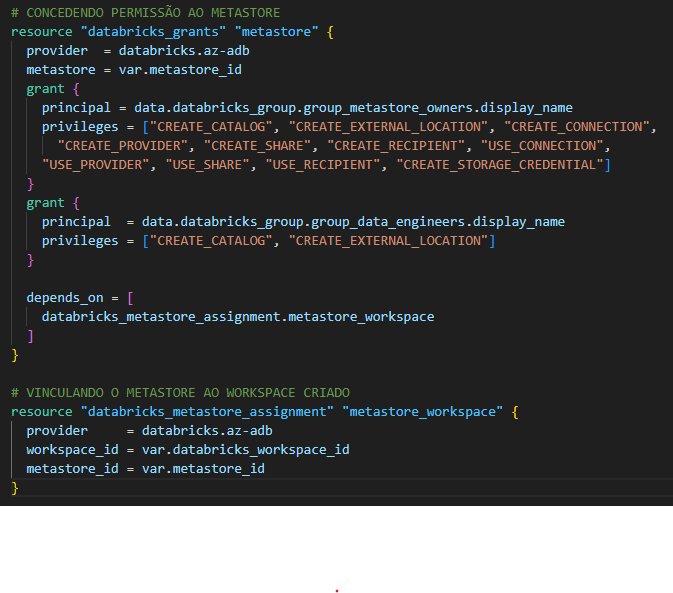 # CONCEDENDO PERMISSÃO AO METASTORE
resource "databricks_grants" "metastore" {
  provider  = databricks.az-adb
  metastore = var.metastore_id
  grant {
    principal = data.databricks_group.group_metastore_owners.display_name
    privileges = ["CREATE_CATALOG", "CREATE_EXTERNAL_LOCATION", "CREATE_CONNECTION",
      "CREATE_PROVIDER", "CREATE_SHARE", "CREATE_RECIPIENT", "USE_CONNECTION",
    "USE_PROVIDER", "USE_SHARE", "USE_RECIPIENT", "CREATE_STORAGE_CREDENTIAL"]
  }
  grant {
    principal  = data.databricks_group.group_data_engineers.display_name
    privileges = ["CREATE_CATALOG", "CREATE_EXTERNAL_LOCATION"]
  }

  depends_on = [
    databricks_metastore_assignment.metastore_workspace
  ]
}

# VINCULANDO O METASTORE AO WORKSPACE CRIADO
resource "databricks_metastore_assignment" "metastore_workspace" {
  provider     = databricks.az-adb
  workspace_id = var.databricks_workspace_id
  metastore_id = var.metastore_id
}